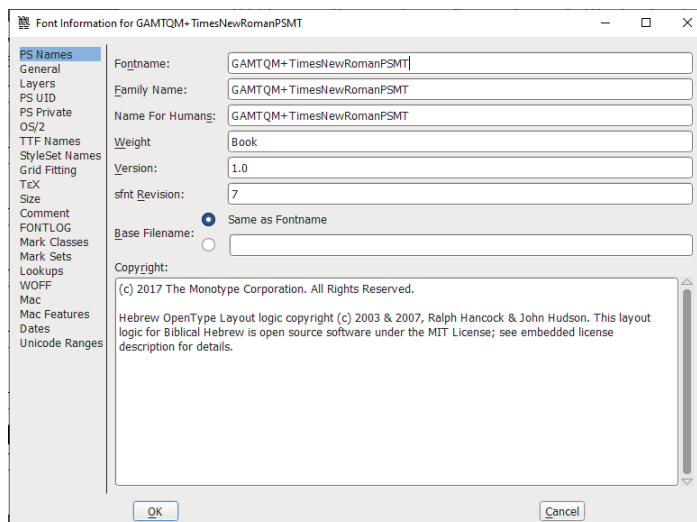 Font Information for GAMTQM+TimesNewRomanPSMT
PS Names
General
Layers
PS UID
PS Private
OS/2
TTF Names
StyleSet Names
Grid Fitting
TεX
Size
Comment
FONTLOG
Mark Classes
Mark Sets
Lookups
WOFF
Mac
Mac Features
Dates
Unicode Ranges
Fontname: GAMTQM+TimesNewRomanPSMT
Family Name: GAMTQM+TimesNewRomanPSMT
Name For Humans: GAMTQM+TimesNewRomanPSMT
Weight Book
Version: 1.0
sfnt Revision: 7
Base Filename: Same as Fontname
Copyright:
(c) 2017 The Monotype Corporation. All Rights Reserved.
Hebrew OpenType Layout logic copyright (c) 2003 & 2007, Ralph Hancock & John Hudson. This layout
logic for Biblical Hebrew is open source software under the MIT License; see embedded license
description for details.
OK Cancel